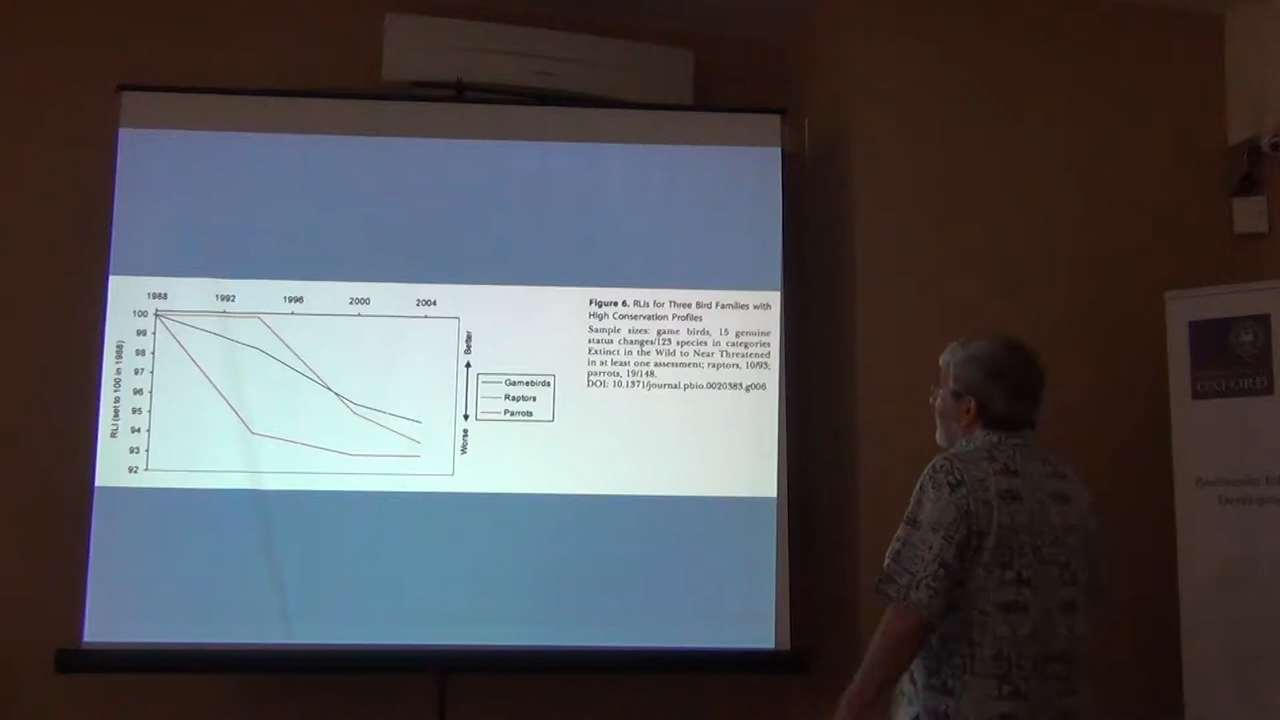 1988 1992 1996 2000 2004
100
99
98
97
96
95
94
93
92
RLI (set to 100 in 1988)
Better
Worse
Gamebirds
Raptors
Parrots
Figure 6. RLIs for Three Bird Families with
High Conservation Profiles
Sample sizes: game birds, 15 genuine
status changes/123 species in categories
Extinct in the Wild to Near Threatened
in at least one assessment; raptors, 10/93;
parrots, 19/148.
DOI: 10.1371/journal.pbio.0020383.g006
OXFORD
Developing